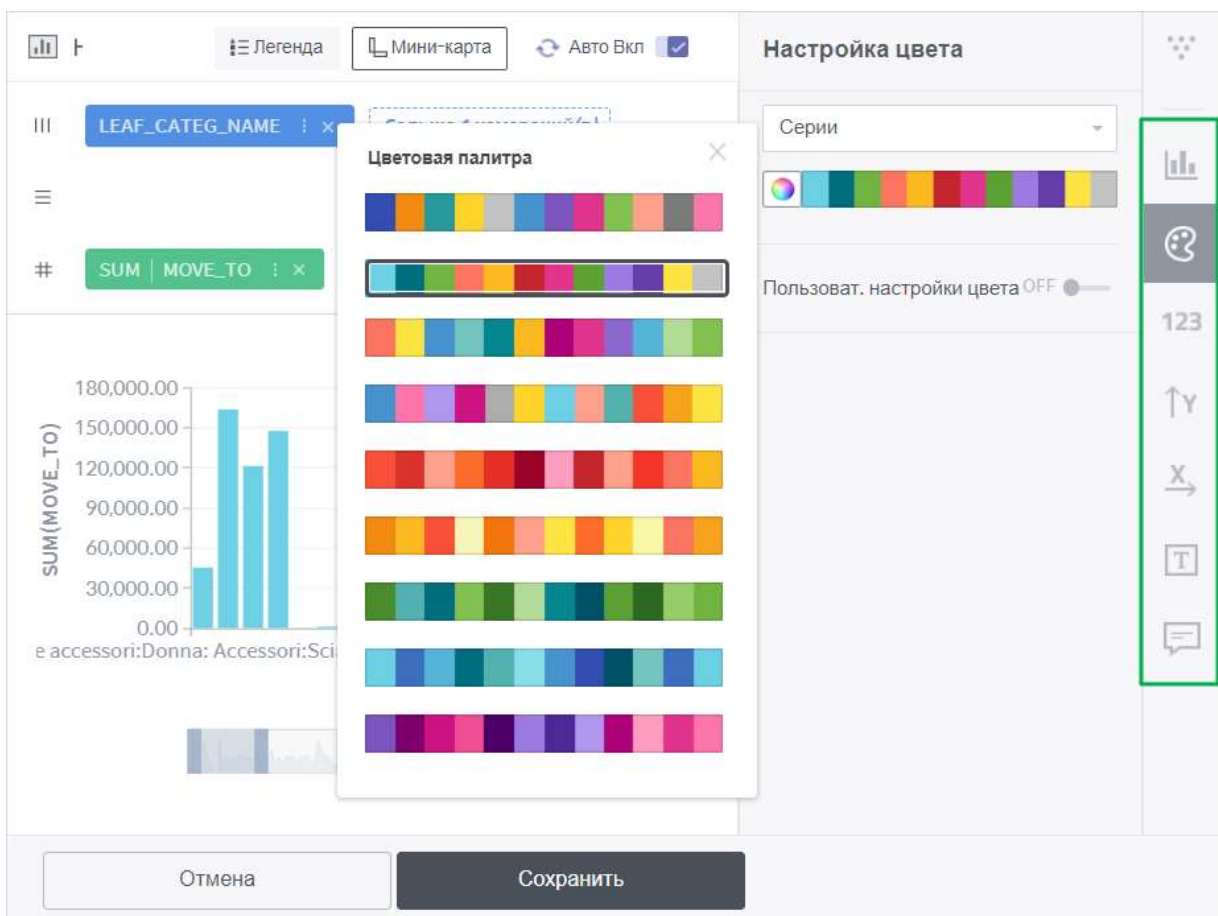 Легенда
Мини-карта
Авто Вкл
Настройка цвета
LEAF_CATEG_NAME
Серии
Цветовая палитра
SUM | MOVE_TO
Пользоват. настройки цвета OFF
123
Y
X
T
SUM(MOVE_TO)
180,000.00
150,000.00
120,000.00
90,000.00
60,000.00
30,000.00
0.00
e accessori:Donna: Accessori:Sci
Отмена
Сохранить